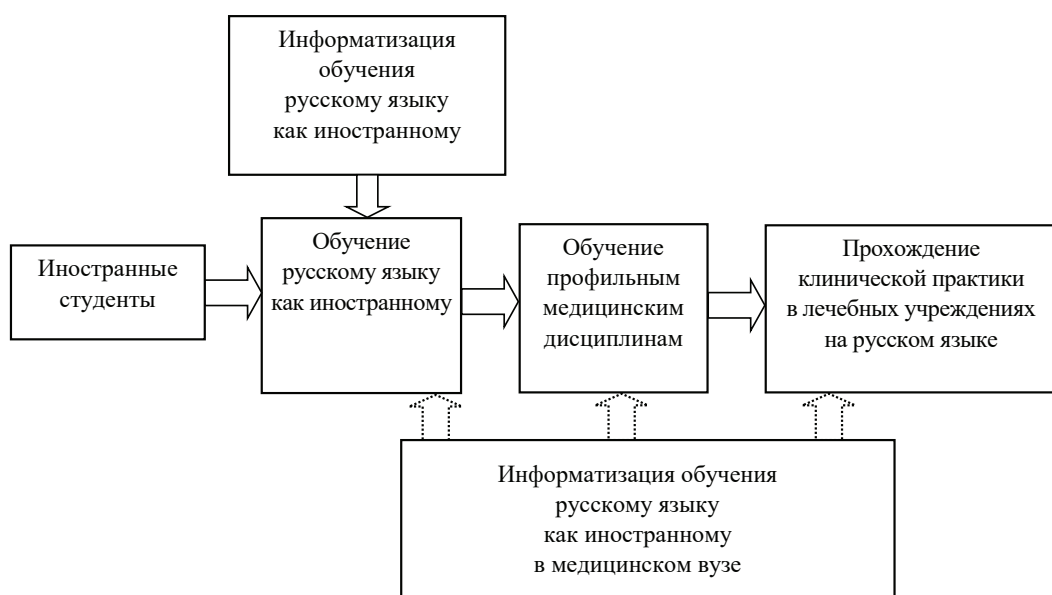 Информатизация
обучения
русскому языку
как иностранному
Иностранные
студенты
Обучение
русскому языку
как иностранному
Обучение
профильным
медицинским
дисциплинам
Прохождение
клинической практики
в лечебных учреждениях
на русском языке
Информатизация обучения
русскому языку
как иностранному
в медицинском вузе